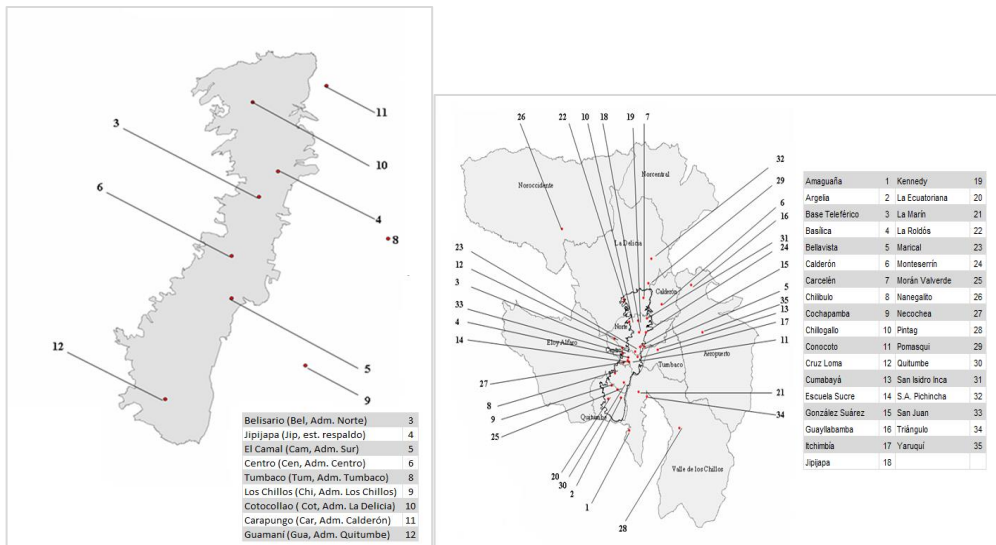 11
3
10
6
4
8
12
5
9
Belisario (Bel, Adm. Norte) 3
Jipijapa (Jip, est. respaldo) 4
El Camal (Cam, Adm. Sur) 5
Centro (Cen, Adm. Centro) 6
Tumbaco (Tum, Adm. Tumbaco) 8
Los Chillos (Chi, Adm. Los Chillos) 9
Cotocollao ( Cot, Adm. La Delicia) 10
Carapungo (Car, Adm. Calderón) 11
Guamaní (Gua, Adm. Quitumbe) 12
26 22 10 18 19 7
32
29
6
16
31
24
15
5
35
13
17
11
21
34
23
12
3
33
4
14
27
8
9
25
20
30
2
1
28
Noroccidente
Norcentral
La Delicia
Calderón
Norte
Eloy Alfaro
Aeropuerto
Tumbaco
Quitumbe
Valle de los Chillos
Amaguaña 1 Kennedy 19
Argelia 2 La Ecuatoriana 20
Base Teleférico 3 La Marín 21
Basílica 4 La Roldós 22
Bellavista 5 Marical 23
Calderón 6 Monteserrín 24
Carcelén 7 Morán Valverde 25
Chilibulo 8 Nanegalito 26
Cochapamba 9 Necochea 27
Chillogallo 10 Pintag 28
Conocoto 11 Pomasqui 29
Cruz Loma 12 Quitumbe 30
Cumabayá 13 San Isidro Inca 31
Escuela Sucre 14 S.A. Pichincha 32
González Suárez 15 San Juan 33
Guayllabamba 16 Triángulo 34
Itchimbía 17 Yaruquí 35
Jipijapa 18